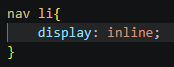 nav li{
    display: inline;
}